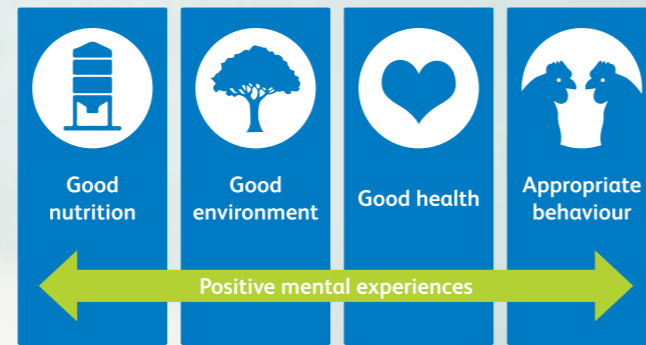 Good
nutrition
Good
environment
Good health
Appropriate
behaviour
Positive mental experiences